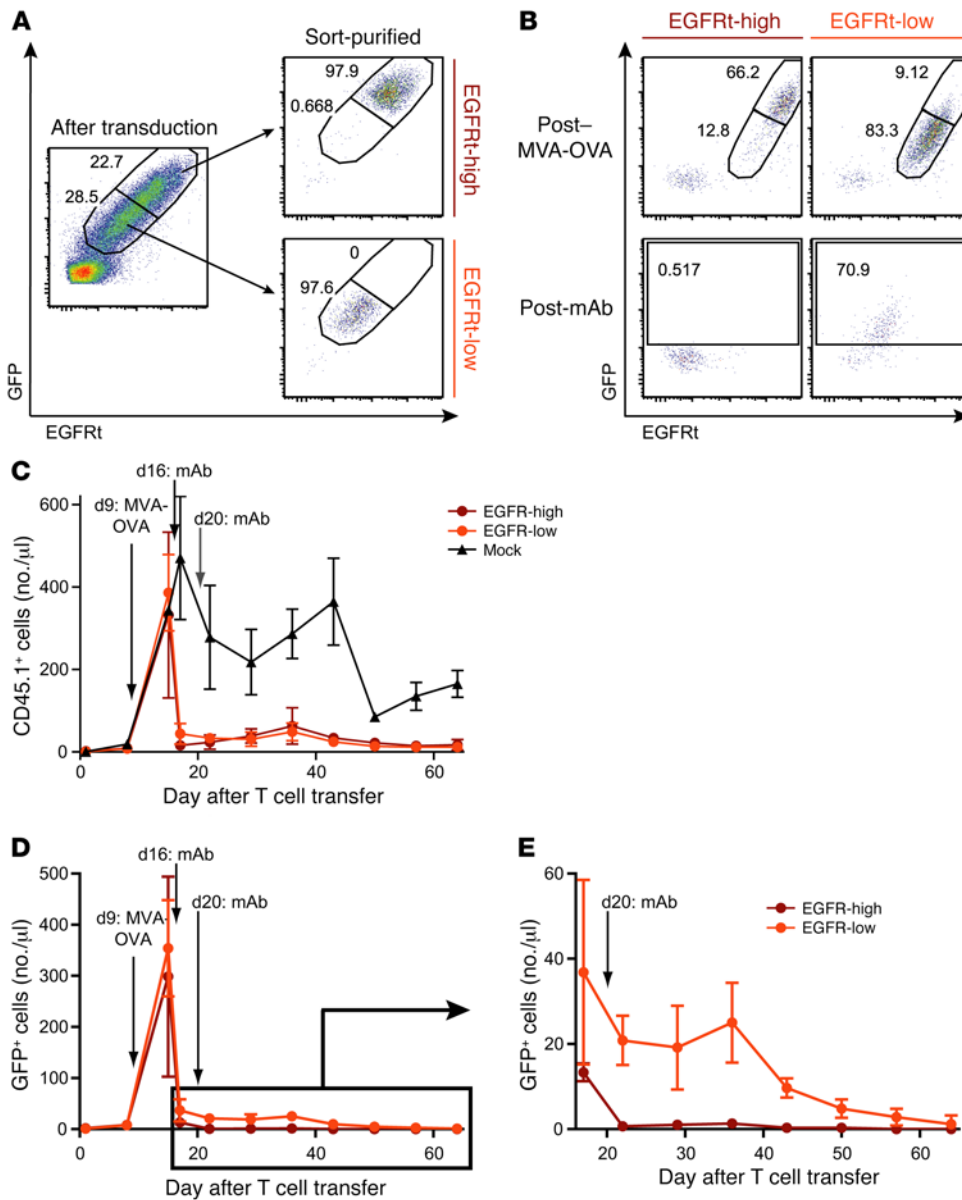 A
Sort-purified
After transduction
22.7
28.5
97.9
0.668
EGFRt-high
0
97.6
EGFRt-low
GFP
EGFRt
B
EGFRt-high
EGFRt-low
Post–
MVA-OVA
66.2
12.8
9.12
83.3
Post-mAb
0.517
70.9
GFP
EGFRt
C
d16: mAb
d9: MVA-
OVA
d20: mAb
EGFR-high
EGFR-low
Mock
CD45.1+ cells (no./µl)
600
400
200
0
0
20
40
60
Day after T cell transfer
D
d16: mAb
d20: mAb
d9: MVA-
OVA
GFP+ cells (no./µl)
500
400
300
200
100
0
0
20
40
60
Day after T cell transfer
E
d20: mAb
EGFR-high
EGFR-low
GFP+ cells (no./µl)
60
40
20
0
20
30
40
50
60
Day after T cell transfer